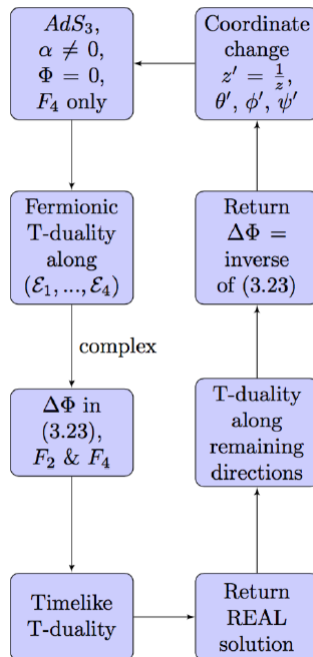 AdS₃,
α ≠ 0,
Φ = 0,
F₄ only
Fermionic
T-duality
along
(ℰ₁, ..., ℰ₄)
complex
ΔΦ in
(3.23),
F₂ & F₄
Timelike
T-duality
Return
REAL
solution
T-duality
along
remaining
directions
Return
ΔΦ =
inverse
of (3.23)
Coordinate
change
z′ = 1/z,
θ′, ϕ′, ψ′